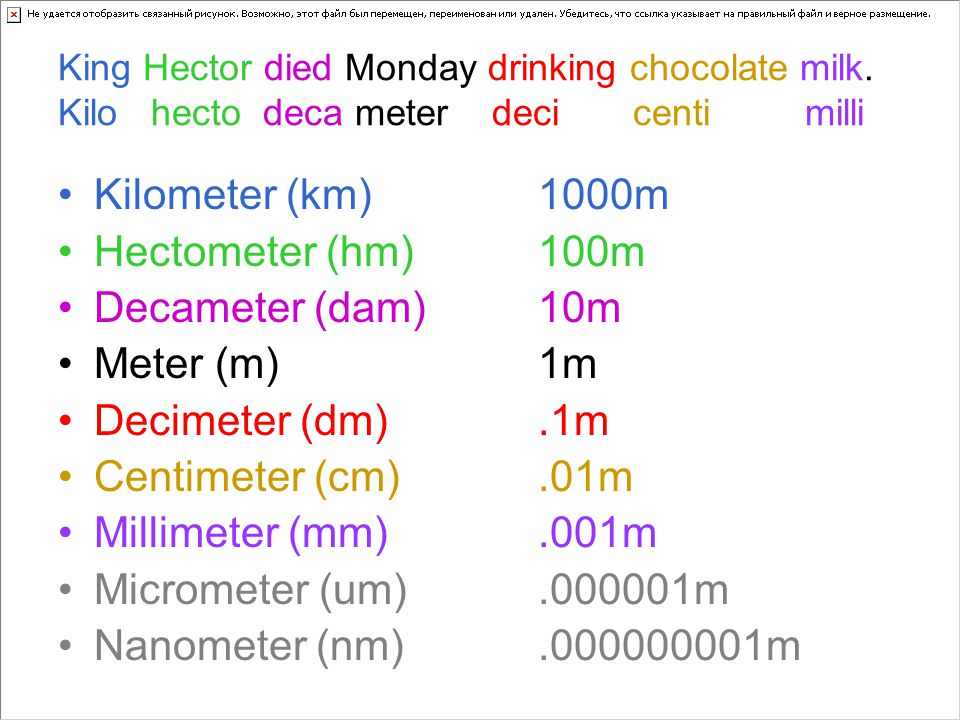 Не удается отобразить связанный рисунок. Возможно, этот файл был перемещен, переименован или удален. Убедитесь, что ссылка указывает на правильный файл и верное размещение.
King Hector died Monday drinking chocolate milk.
Kilo hecto deca meter deci centi milli
• Kilometer (km) 1000m
• Hectometer (hm) 100m
• Decameter (dam) 10m
• Meter (m) 1m
• Decimeter (dm) .1m
• Centimeter (cm) .01m
• Millimeter (mm) .001m
• Micrometer (um) .000001m
• Nanometer (nm) .000000001m